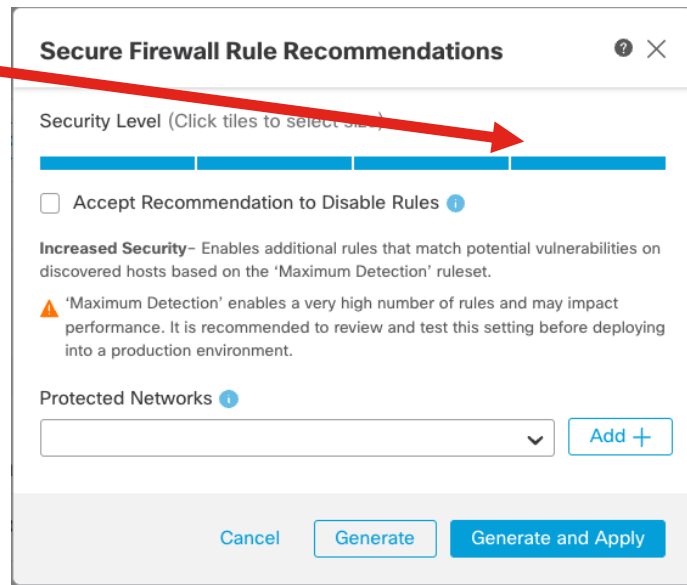 Secure Firewall Rule Recommendations
Security Level (Click tiles to select size)
Accept Recommendation to Disable Rules
Increased Security– Enables additional rules that match potential vulnerabilities on
discovered hosts based on the ‘Maximum Detection’ ruleset.
‘Maximum Detection’ enables a very high number of rules and may impact
performance. It is recommended to review and test this setting before deploying
into a production environment.
Protected Networks
Add +
Cancel
Generate
Generate and Apply